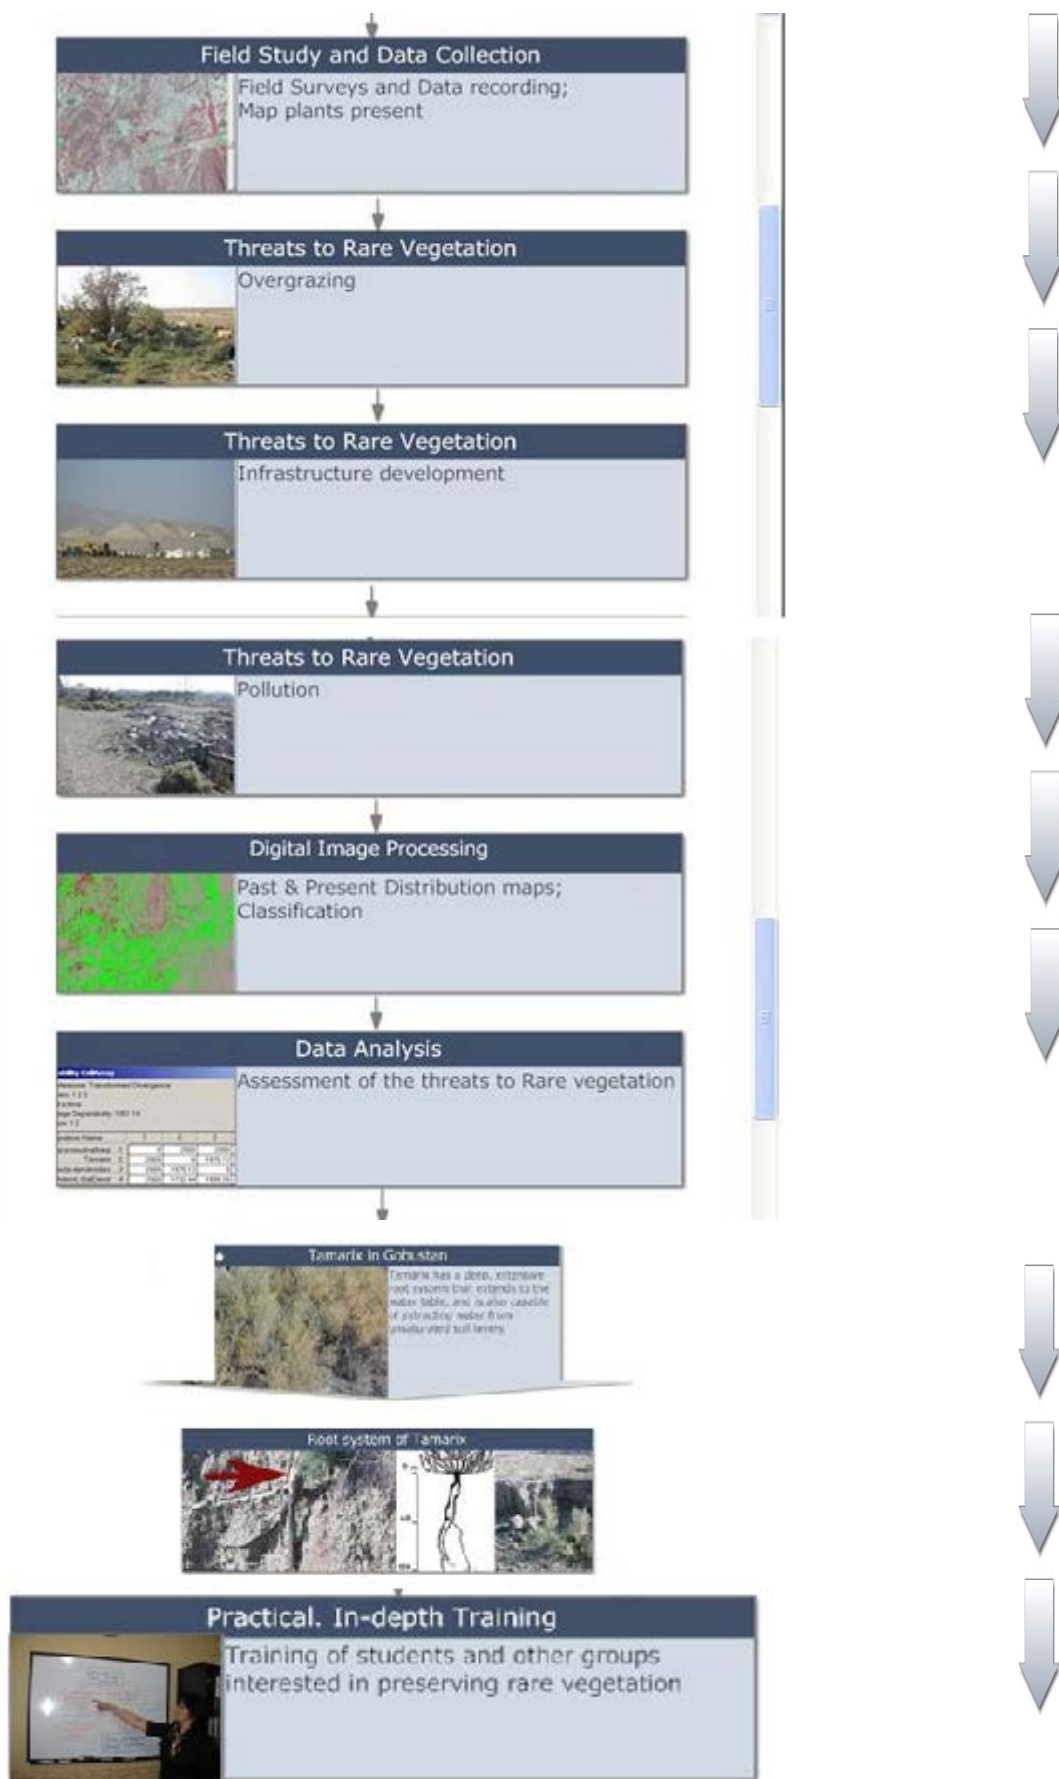 Field Study and Data Collection
Field Surveys and Data recording;
Map plants present
Threats to Rare Vegetation
Overgrazing
Threats to Rare Vegetation
Infrastructure development
Threats to Rare Vegetation
Pollution
Digital Image Processing
Past & Present Distribution maps;
Classification
Data Analysis
Assessment of the threats to Rare vegetation
Tamarix in Gobustan
Tamarix has a deep, extensive
root system that extends to the
water table, and is also capable
of extracting water from
unsaturated soil layers
Root system of Tamarix
Practical. In-depth Training
Training of students and other groups
interested in preserving rare vegetation